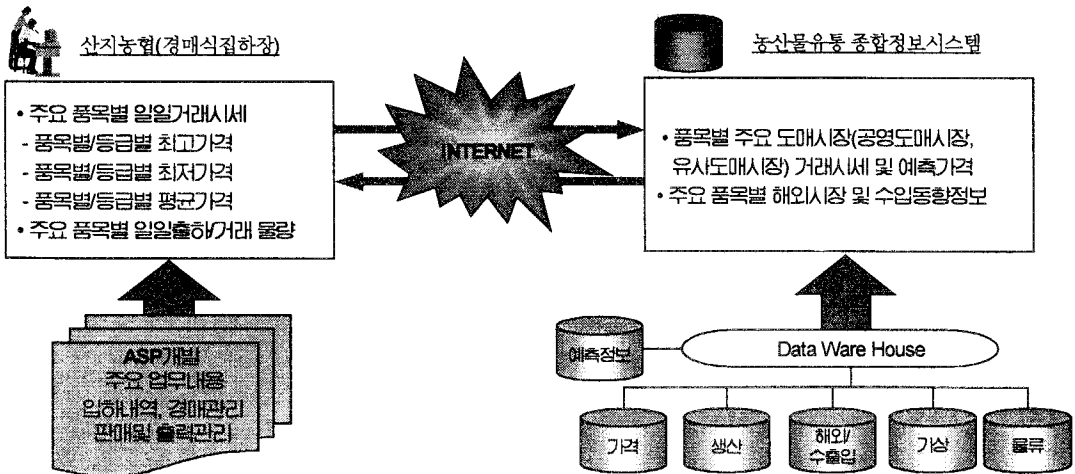 산지농협(경매식집하장)
• 주요 품목별 일일거래시세
- 품목별/등급별 최고가격
- 품목별/등급별 최저가격
- 품목별/등급별 평균가격
• 주요 품목별 일일출하/거래 물량
ASP개발
주요 업무내용
입하내역, 경매관리
판매및 출력관리
INTERNET
농산물유통 종합정보시스템
• 품목별 주요 도매시장(공영도매시장,
유사도매시장) 거래시세 및 예측가격
• 주요 품목별 해외시장 및 수입동향정보
예측정보
Data Ware House
가격
생산
해외/
수출입
기상
물류